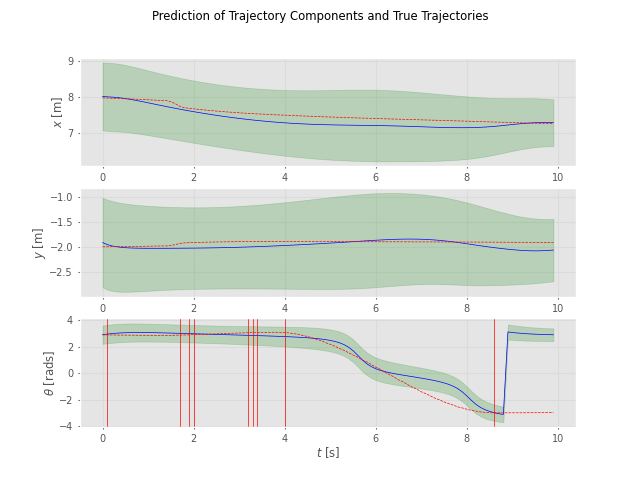 Prediction of Trajectory Components and True Trajectories
9
8
7
x [m]
0 2 4 6 8 10
−1.0
−1.5
−2.0
−2.5
y [m]
0 2 4 6 8 10
4
2
0
−2
−4
θ [rads]
0 2 4 6 8 10
t [s]